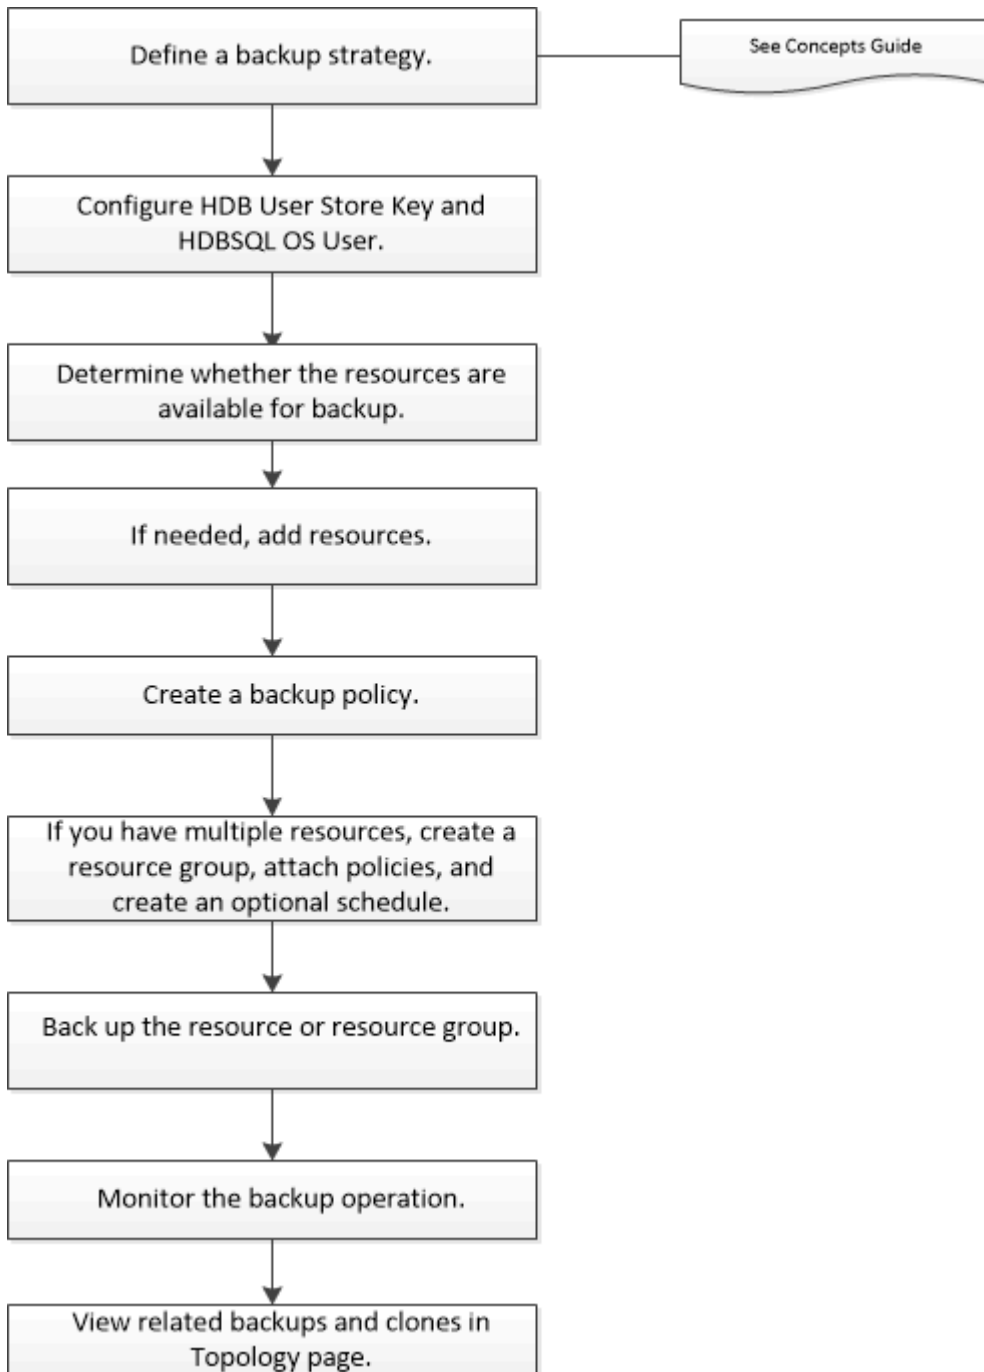 Define a backup strategy.
See Concepts Guide
Configure HDB User Store Key and
HDBSQL OS User.
Determine whether the resources are
available for backup.
If needed, add resources.
Create a backup policy.
If you have multiple resources, create a
resource group, attach policies, and
create an optional schedule.
Back up the resource or resource group.
Monitor the backup operation.
View related backups and clones in
Topology page.